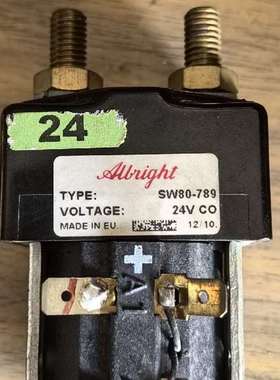 24
Albright
TYPE: SW80-789
VOLTAGE: 24V CO
MADE IN EU 12/10.
+